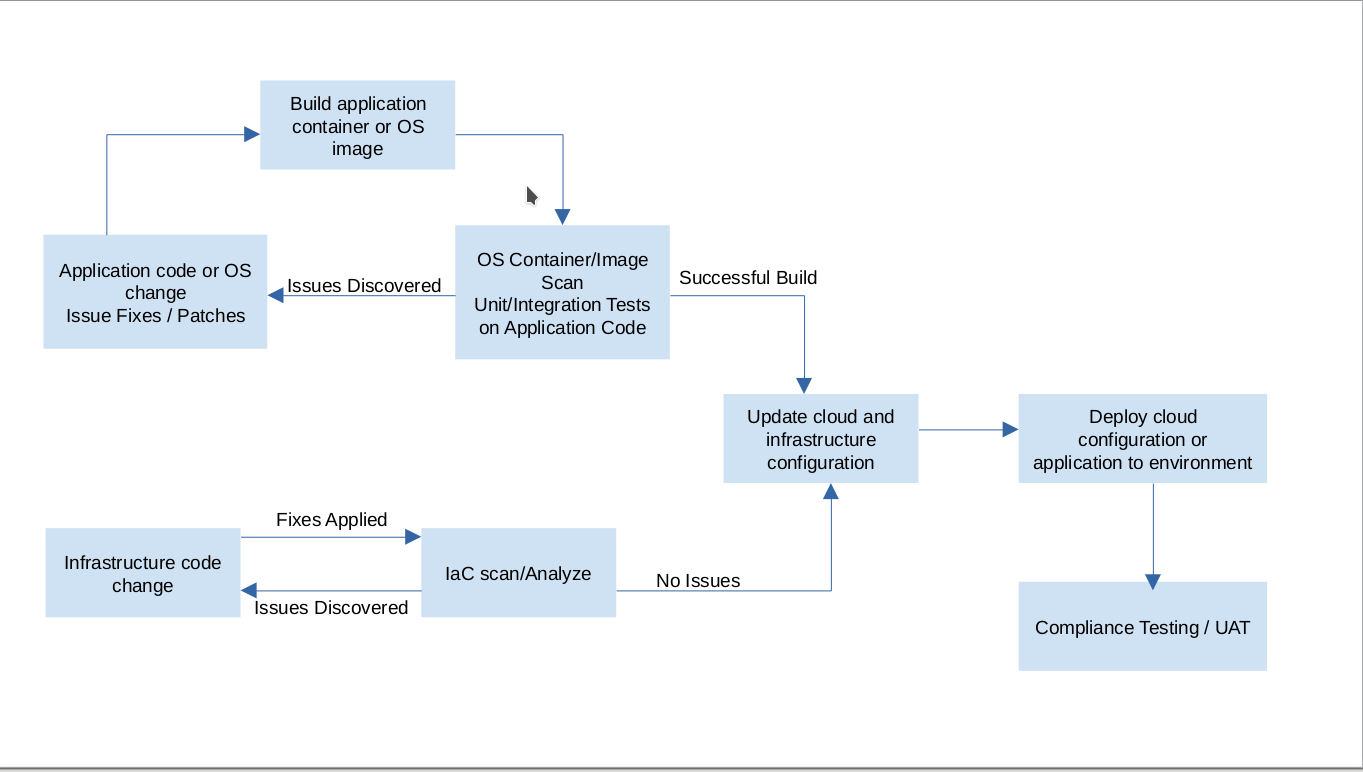 Build application
container or OS
image
Application code or OS
change
Issue Fixes / Patches
Issues Discovered
OS Container/Image
Scan
Unit/Integration Tests
on Application Code
Successful Build
Update cloud and
infrastructure
configuration
Deploy cloud
configuration or
application to environment
Infrastructure code
change
Fixes Applied
Issues Discovered
IaC scan/Analyze
No Issues
Compliance Testing / UAT